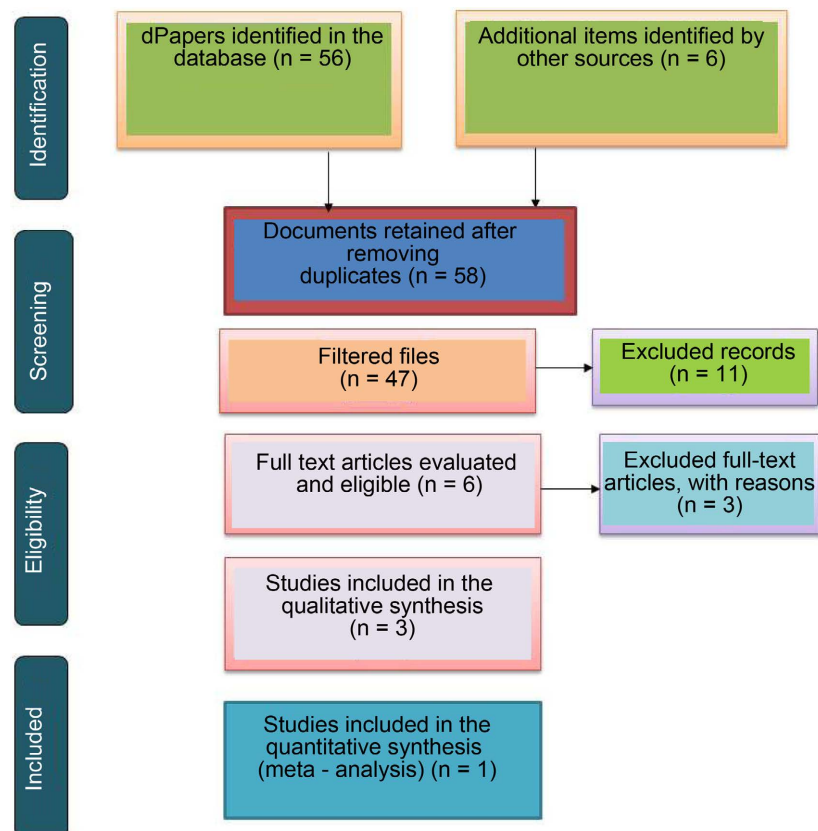 Identification
dPapers identified in the
database (n = 56)
Additional items identified by
other sources (n = 6)
Screening
Documents retained after
removing
duplicates (n = 58)
Filtered files
(n = 47)
Excluded records
(n = 11)
Eligibility
Full text articles evaluated
and eligible (n = 6)
Excluded full-text
articles, with reasons
(n = 3)
Studies included in the
qualitative synthesis
(n = 3)
Included
Studies included in the
quantitative synthesis
(meta - analysis) (n = 1)